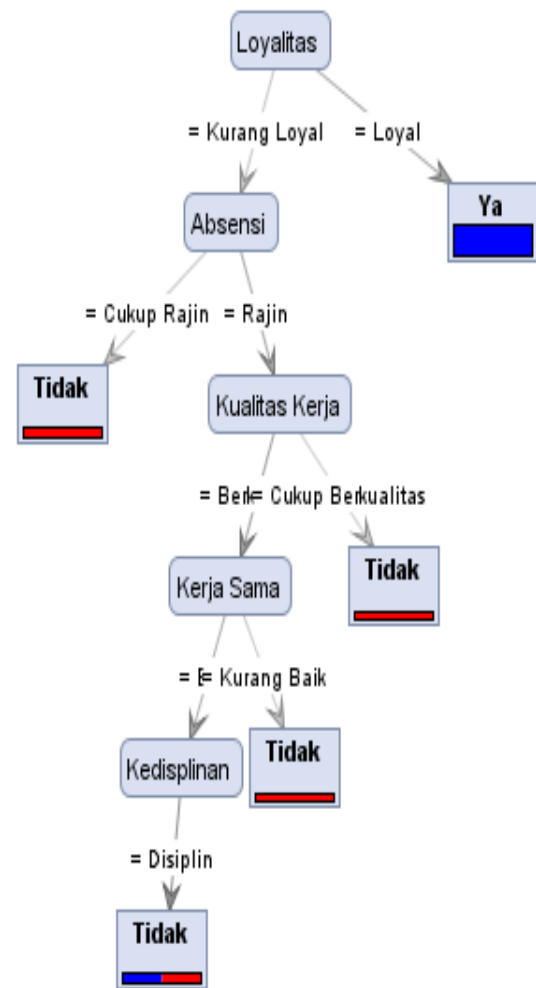 Loyalitas
= Kurang Loyal
= Loyal
Absensi
Ya
= Cukup Rajin
= Rajin
Tidak
Kualitas Kerja
= Berk
= Cukup Berkualitas
Kerja Sama
Tidak
=
= Kurang Baik
Kedisplinan
Tidak
= Disiplin
Tidak